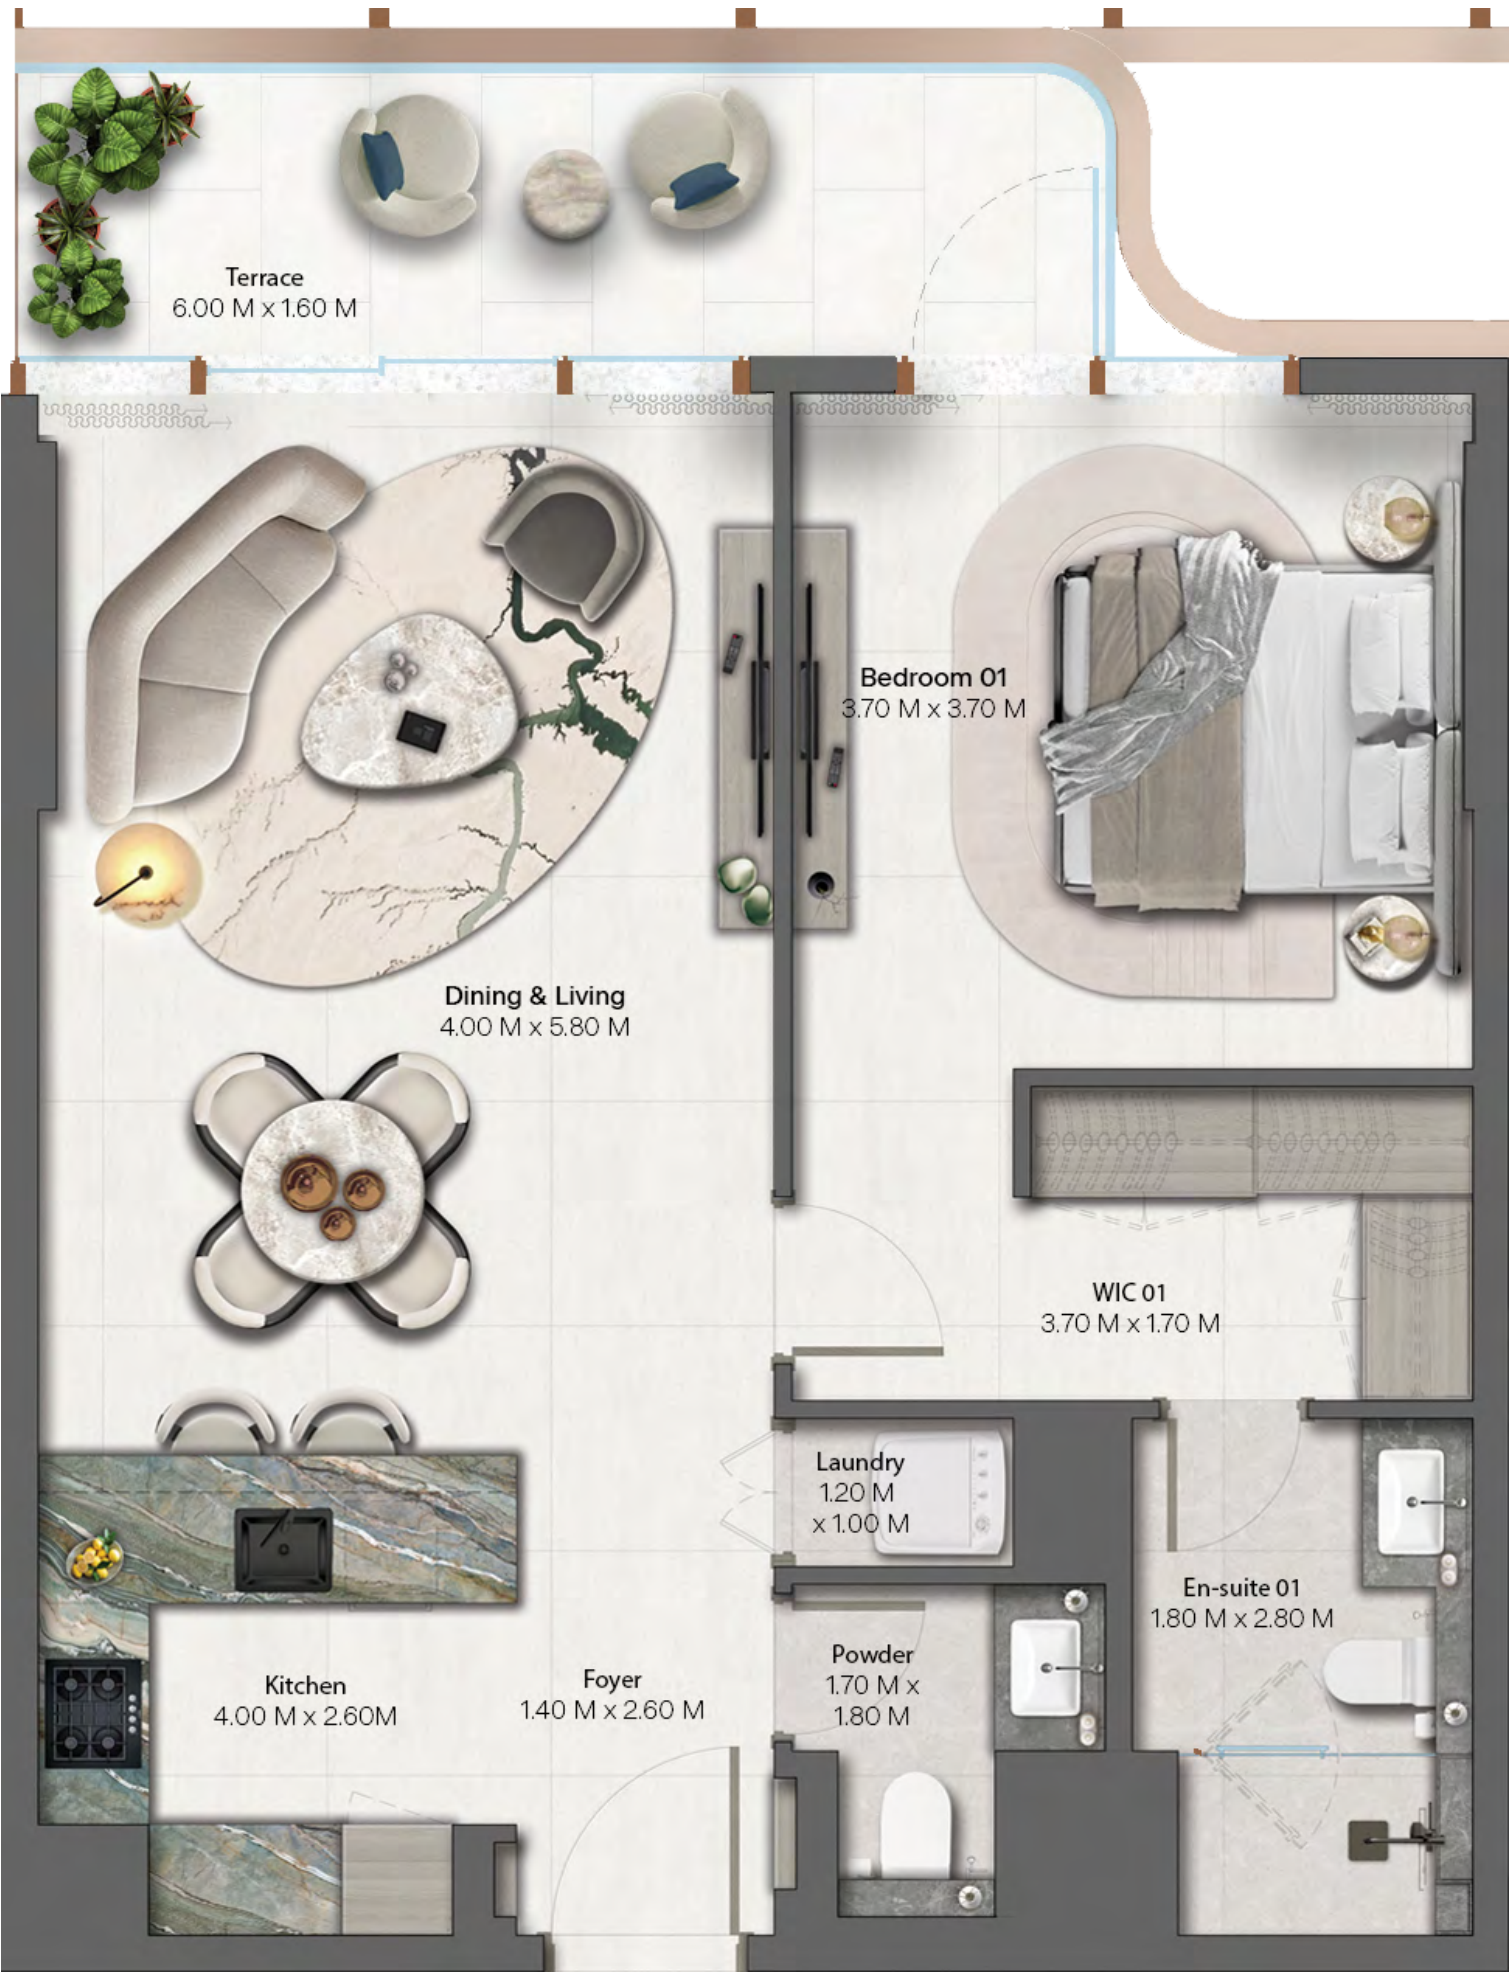 Terrace
6.00 M x 1.60 M
Bedroom 01
3.70 M x 3.70 M
Dining & Living
4.00 M x 5.80 M
WIC 01
3.70 M x 1.70 M
Laundry
1.20 M
x 1.00 M
En-suite 01
1.80 M x 2.80 M
Powder
1.70 M x
1.80 M
Foyer
1.40 M x 2.60 M
Kitchen
4.00 M x 2.60M